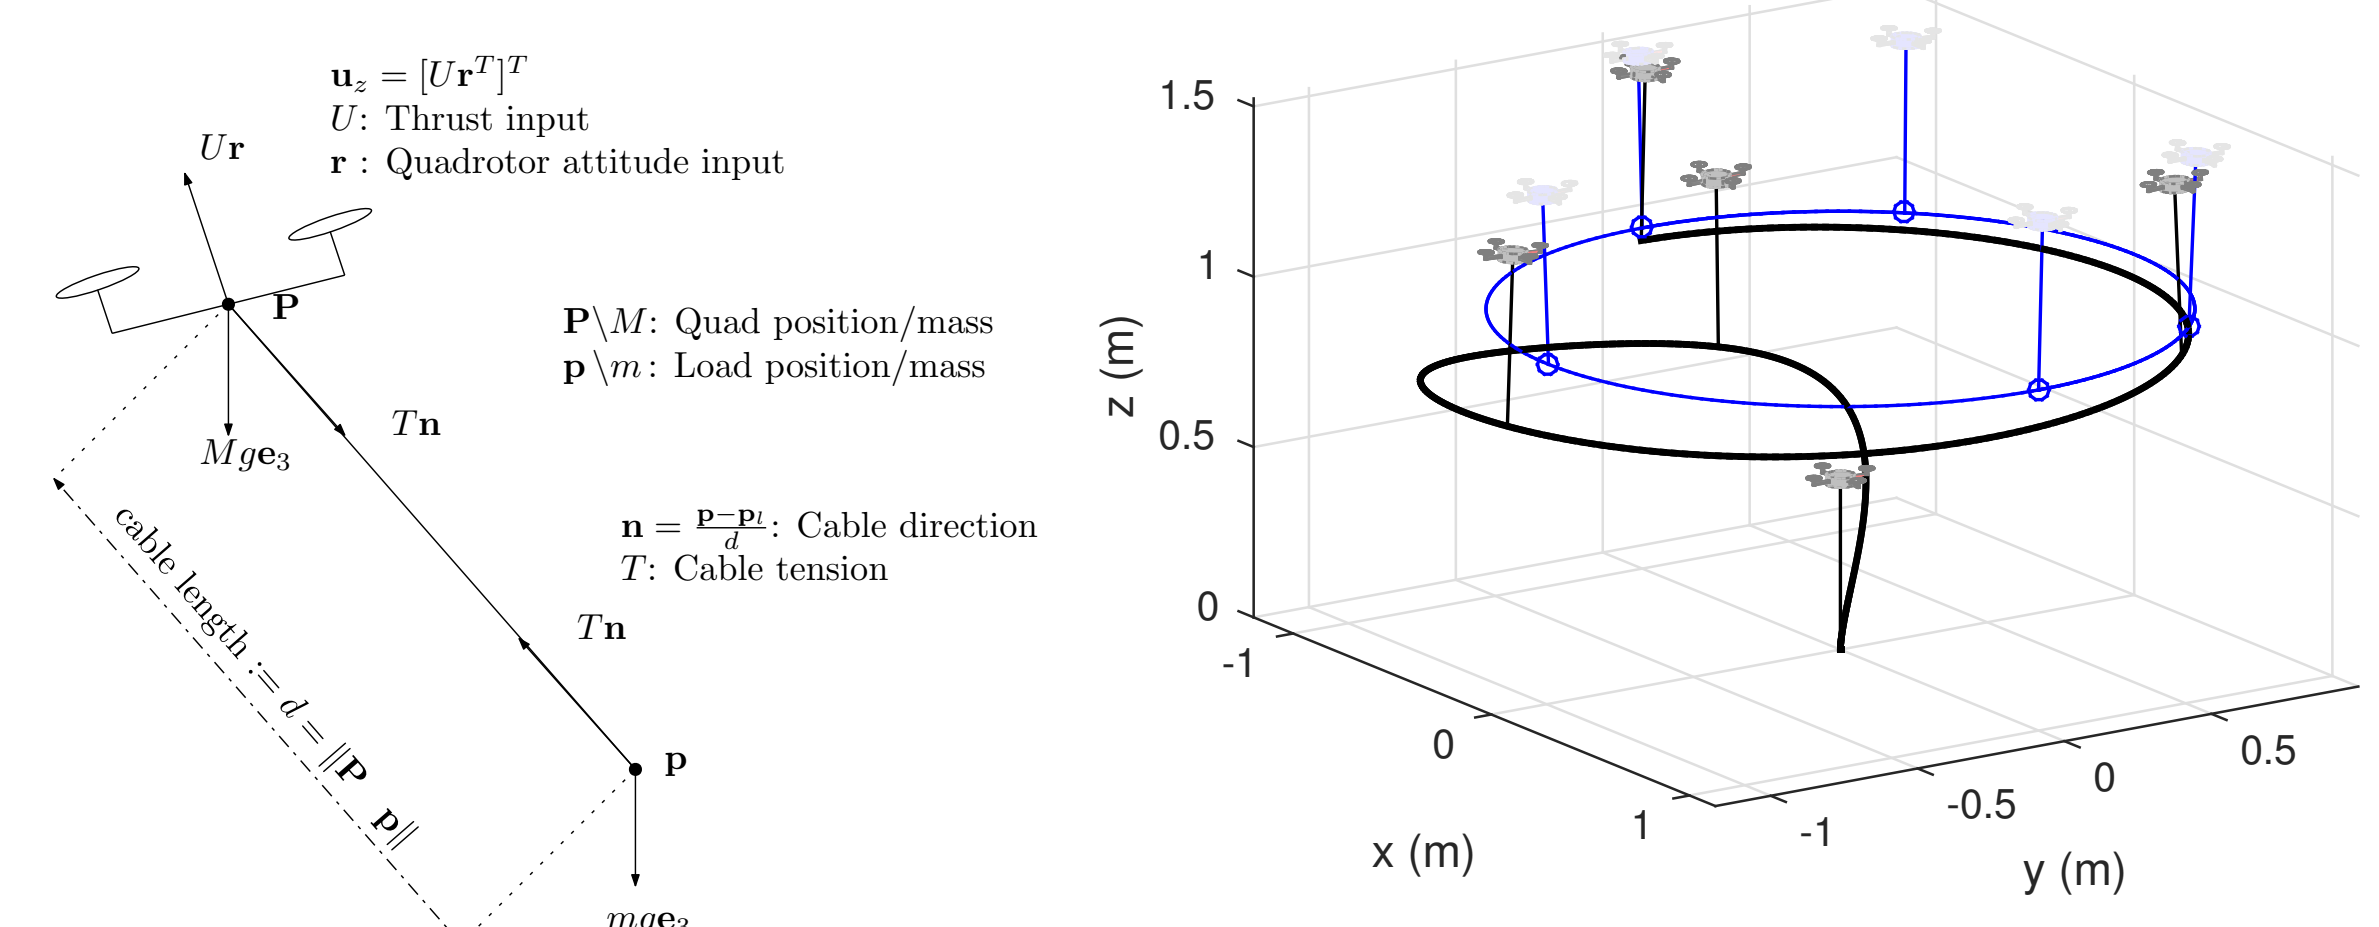 𝐮_z = [U𝐫^T]^T
U: Thrust input
𝐫 : Quadrotor attitude input
U𝐫
𝐏
𝐏\M: Quad position/mass
𝐩\m: Load position/mass
T𝐧
Mg𝐞_3
𝐧 = (𝐩−𝐩_l)/d: Cable direction
T: Cable tension
cable length := d = ||𝐏 𝐩||
T𝐧
𝐩
mg𝐞_3
1.5
1
0.5
0
z (m)
-1
0
1
x (m)
-1
-0.5
0
0.5
y (m)